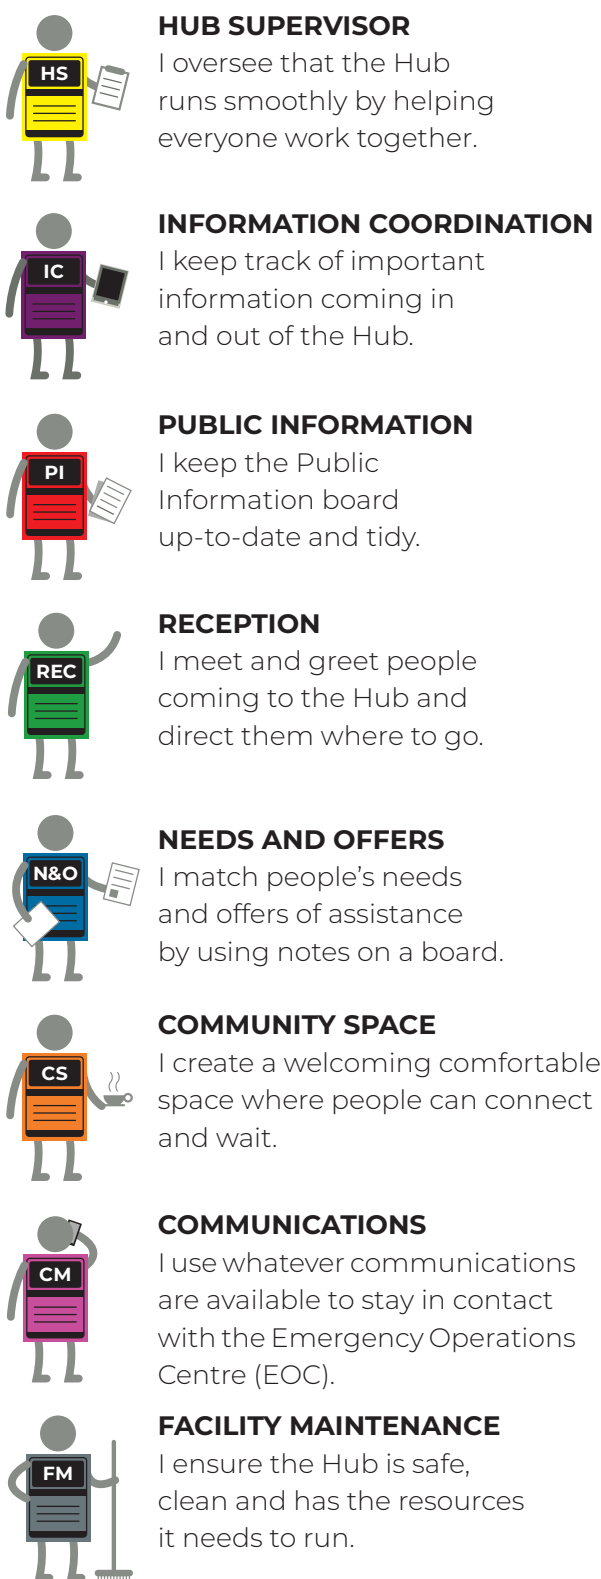 HUB SUPERVISOR
HS
I oversee that the Hub
runs smoothly by helping
everyone work together.
INFORMATION COORDINATION
IC
I keep track of important
information coming in
and out of the Hub.
PUBLIC INFORMATION
PI
I keep the Public
Information board
up-to-date and tidy.
RECEPTION
REC
I meet and greet people
coming to the Hub and
direct them where to go.
NEEDS AND OFFERS
N&O
I match people’s needs
and offers of assistance
by using notes on a board.
COMMUNITY SPACE
CS
I create a welcoming comfortable
space where people can connect
and wait.
COMMUNICATIONS
CM
I use whatever communications
are available to stay in contact
with the Emergency Operations
Centre (EOC).
FACILITY MAINTENANCE
FM
I ensure the Hub is safe,
clean and has the resources
it needs to run.